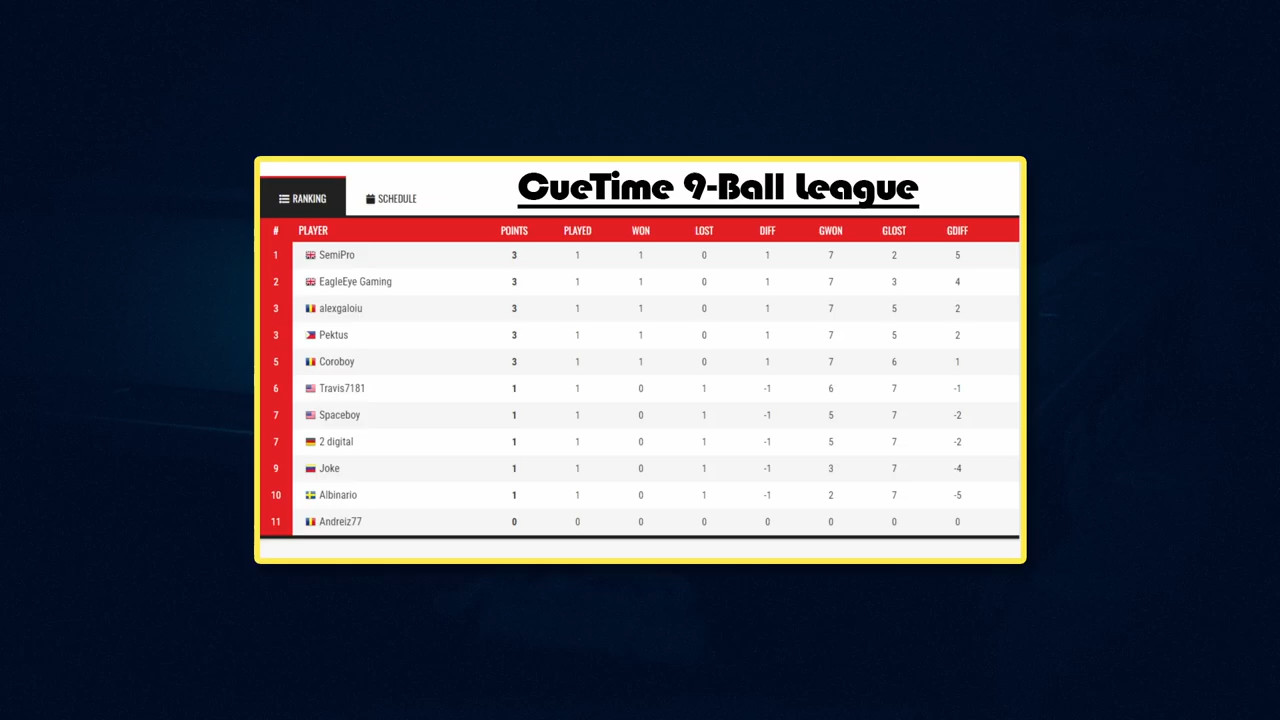 CueTime 9-Ball League
RANKING SCHEDULE
# PLAYER POINTS PLAYED WON LOST DIFF GWON GLOST GDIFF
1 SemiPro 3 1 1 0 1 7 2 5
2 EagleEye Gaming 3 1 1 0 1 7 3 4
3 alexgaloiu 3 1 1 0 1 7 5 2
3 Pektus 3 1 1 0 1 7 5 2
5 Coroboy 3 1 1 0 1 7 6 1
6 Travis7181 1 1 0 1 -1 6 7 -1
7 Spaceboy 1 1 0 1 -1 5 7 -2
7 2 digital 1 1 0 1 -1 5 7 -2
9 Joke 1 1 0 1 -1 3 7 -4
10 Albinario 1 1 0 1 -1 2 7 -5
11 Andreiz77 0 0 0 0 0 0 0 0